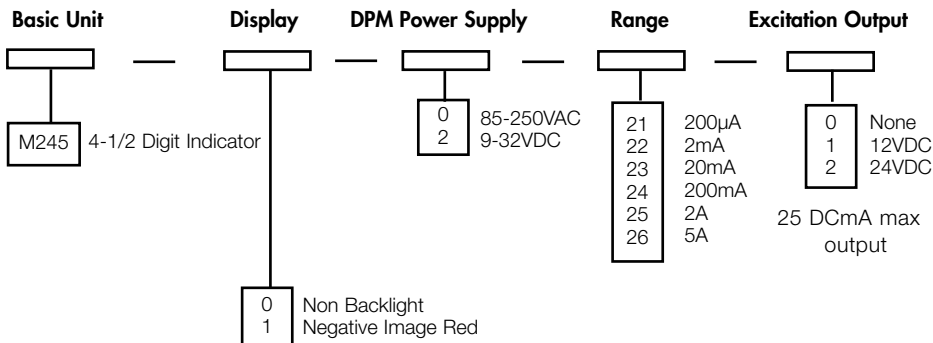 Basic Unit Display DPM Power Supply Range Excitation Output
M245 4-1/2 Digit Indicator
0 85-250VAC
2 9-32VDC
21 200µA
22 2mA
23 20mA
24 200mA
25 2A
26 5A
0 None
1 12VDC
2 24VDC
25 DCmA max
output
0 Non Backlight
1 Negative Image Red